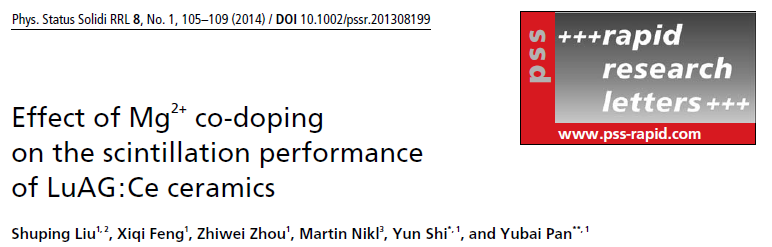 Phys. Status Solidi RRL 8, No. 1, 105–109 (2014) / DOI 10.1002/pssr.201308199
pss
+++rapid
research
letters+++
www.pss-rapid.com
Effect of Mg2+ co-doping
on the scintillation performance
of LuAG:Ce ceramics
Shuping Liu1, 2, Xiqi Feng1, Zhiwei Zhou1, Martin Nikl3, Yun Shi*, 1, and Yubai Pan**, 1